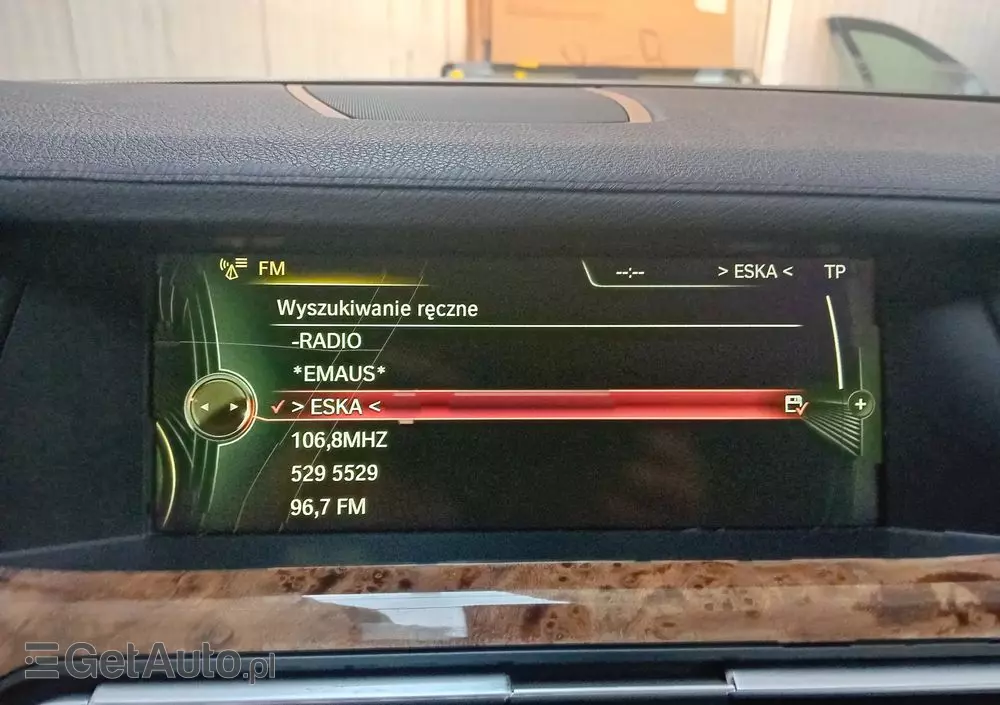 FM
--:--
> ESKA <
TP
Wyszukiwanie ręczne
-RADIO
*EMAUS*
> ESKA <
106,8MHZ
529 5529
96,7 FM
GetAuto.pl